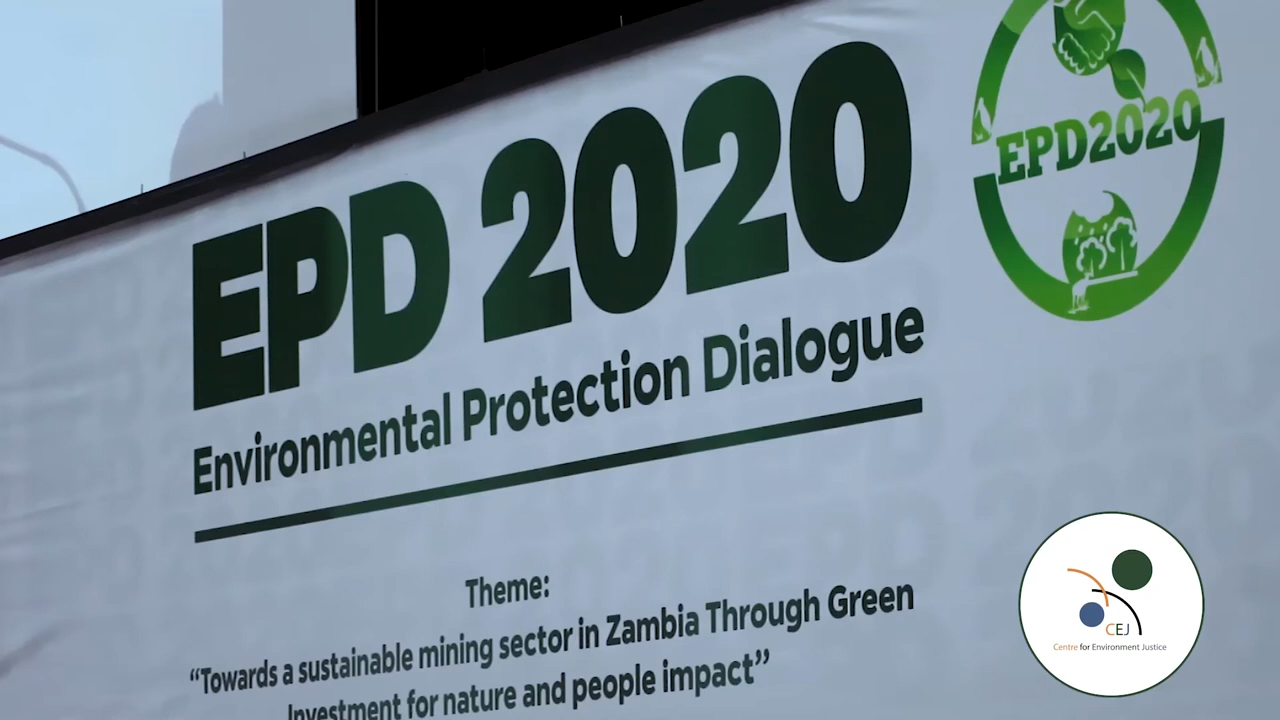 EPD 2020
Environmental Protection Dialogue
EPD2020
Theme:
“Towards a sustainable mining sector in Zambia Through Green
Investment for nature and people impact”
CEJ
Centre for Environment Justice